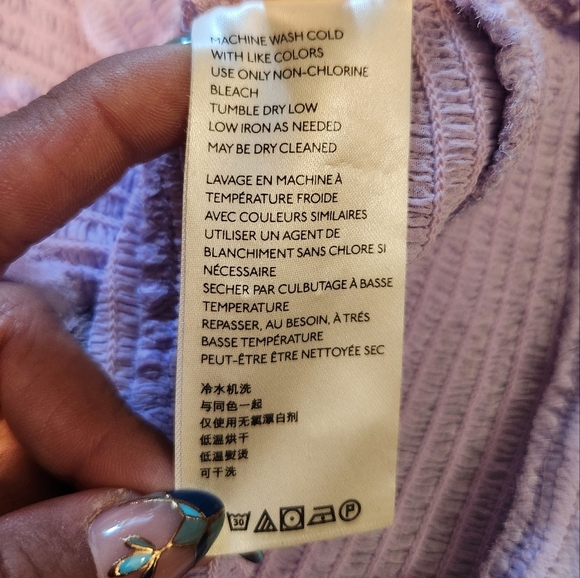 MACHINE WASH COLD
WITH LIKE COLORS
USE ONLY NON-CHLORINE
BLEACH
TUMBLE DRY LOW
LOW IRON AS NEEDED
MAY BE DRY CLEANED
LAVAGE EN MACHINE À
TEMPÉRATURE FROIDE
AVEC COULEURS SIMILAIRES
UTILISER UN AGENT DE
BLANCHIMENT SANS CHLORE SI
NÉCESSAIRE
SECHER PAR CULBUTAGE À BASSE
TEMPERATURE
REPASSER, AU BESOIN, À TRÉS
BASSE TEMPÉRATURE
PEUT-ÊTRE ÊTRE NETTOYÉE SEC
冷水机洗
与同色一起
仅使用无氯漂白剂
低温烘干
低温熨烫
可干洗
30 P